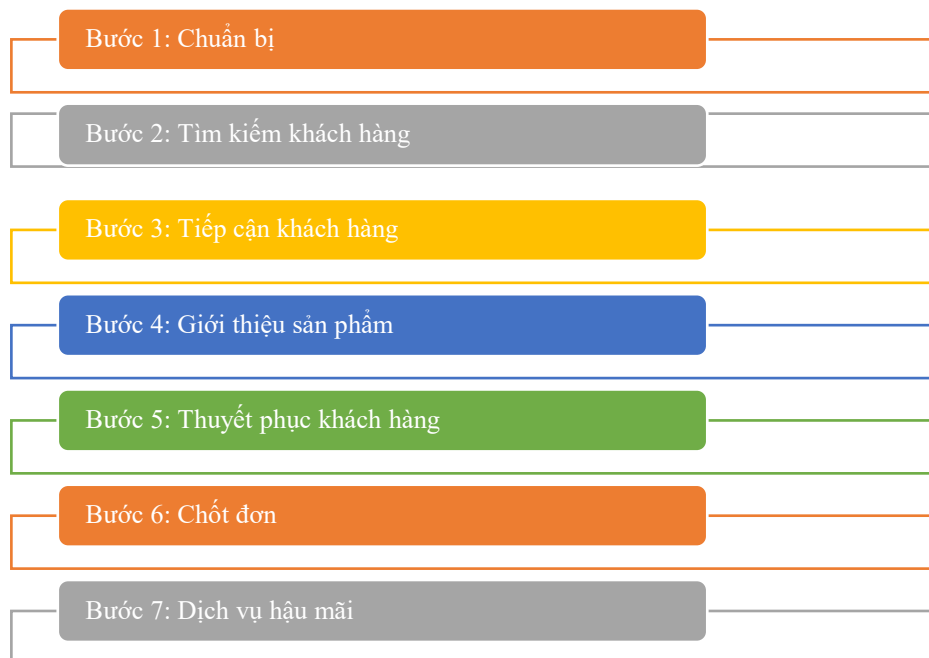 Bước 1: Chuẩn bị
Bước 2: Tìm kiếm khách hàng
Bước 3: Tiếp cận khách hàng
Bước 4: Giới thiệu sản phẩm
Bước 5: Thuyết phục khách hàng
Bước 6: Chốt đơn
Bước 7: Dịch vụ hậu mãi